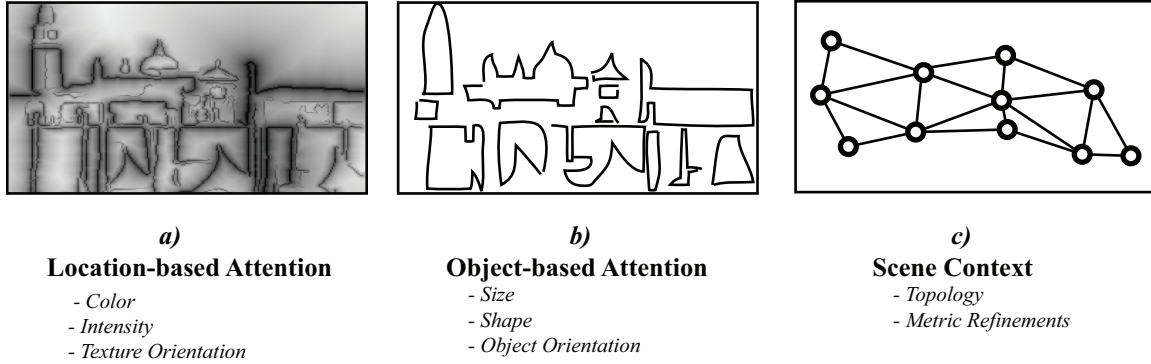 a)
Location-based Attention
- Color
- Intensity
- Texture Orientation
b)
Object-based Attention
- Size
- Shape
- Object Orientation
c)
Scene Context
- Topology
- Metric Refinements